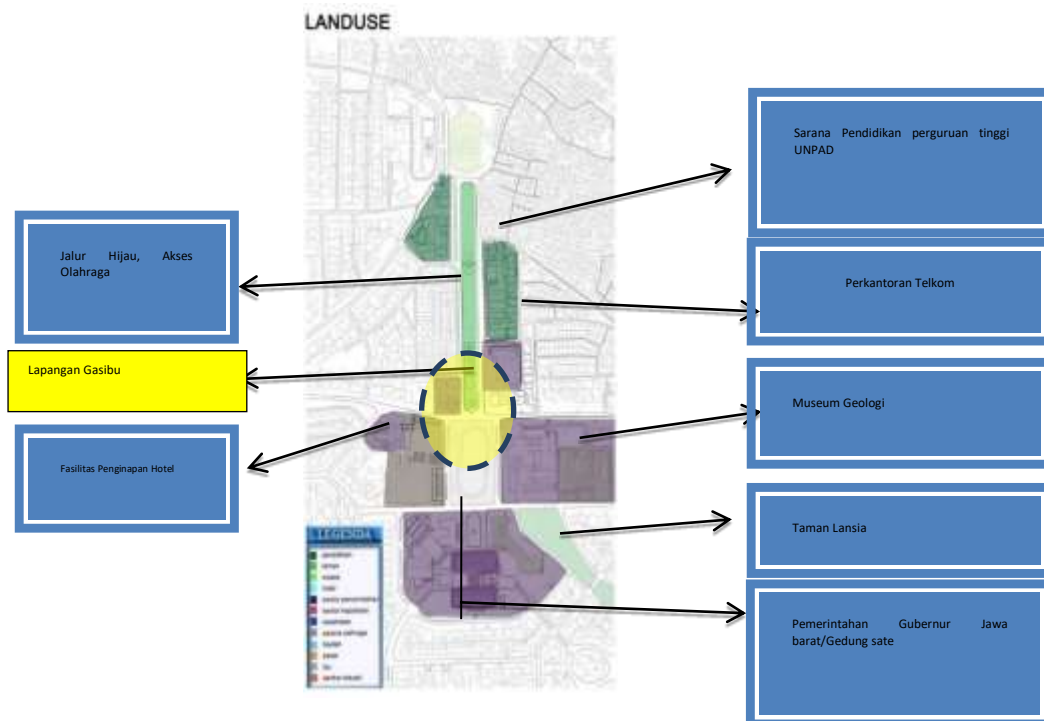 LANDUSE
Sarana Pendidikan perguruan tinggi
UNPAD
Jalur Hijau, Akses
Olahraga
Perkantoran Telkom
Lapangan Gasibu
Museum Geologi
Fasilitas Penginapan Hotel
Taman Lansia
Pemerintahan Gubernur Jawa
barat/Gedung sate
LEGENDA